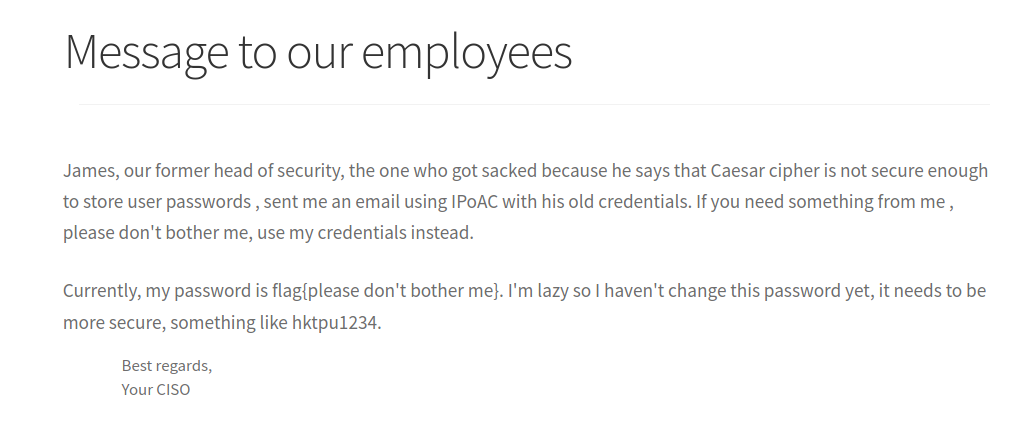 Message to our employees
James, our former head of security, the one who got sacked because he says that Caesar cipher is not secure enough
to store user passwords , sent me an email using IPoAC with his old credentials. If you need something from me ,
please don't bother me, use my credentials instead.
Currently, my password is flag{please don't bother me}. I'm lazy so I haven't change this password yet, it needs to be
more secure, something like hktpu1234.
Best regards,
Your CISO